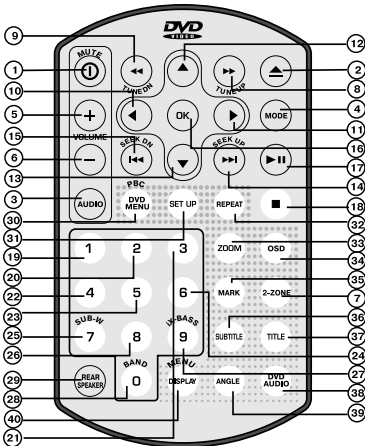 DVD
VIDEO
9
12
MUTE
1
2
10
TUNE DN
TUNE UP
8
5
+
OK
MODE
4
VOLUME
11
15
SEEK DN
SEEK UP
16
6
−
17
13
14
3
AUDIO
PBC
DVD MENU
SET UP
REPEAT
18
30
32
31
1
2
3
ZOOM
OSD
33
19
34
20
4
5
6
MARK
2-ZONE
35
22
7
23
SUB-W
iX-BASS
36
25
7
8
9
SUBTITLE
TITLE
37
26
24
BAND
MENU
27
29
REAR SPEAKER
0
DISPLAY
ANGLE
DVD AUDIO
38
28
40
39
21